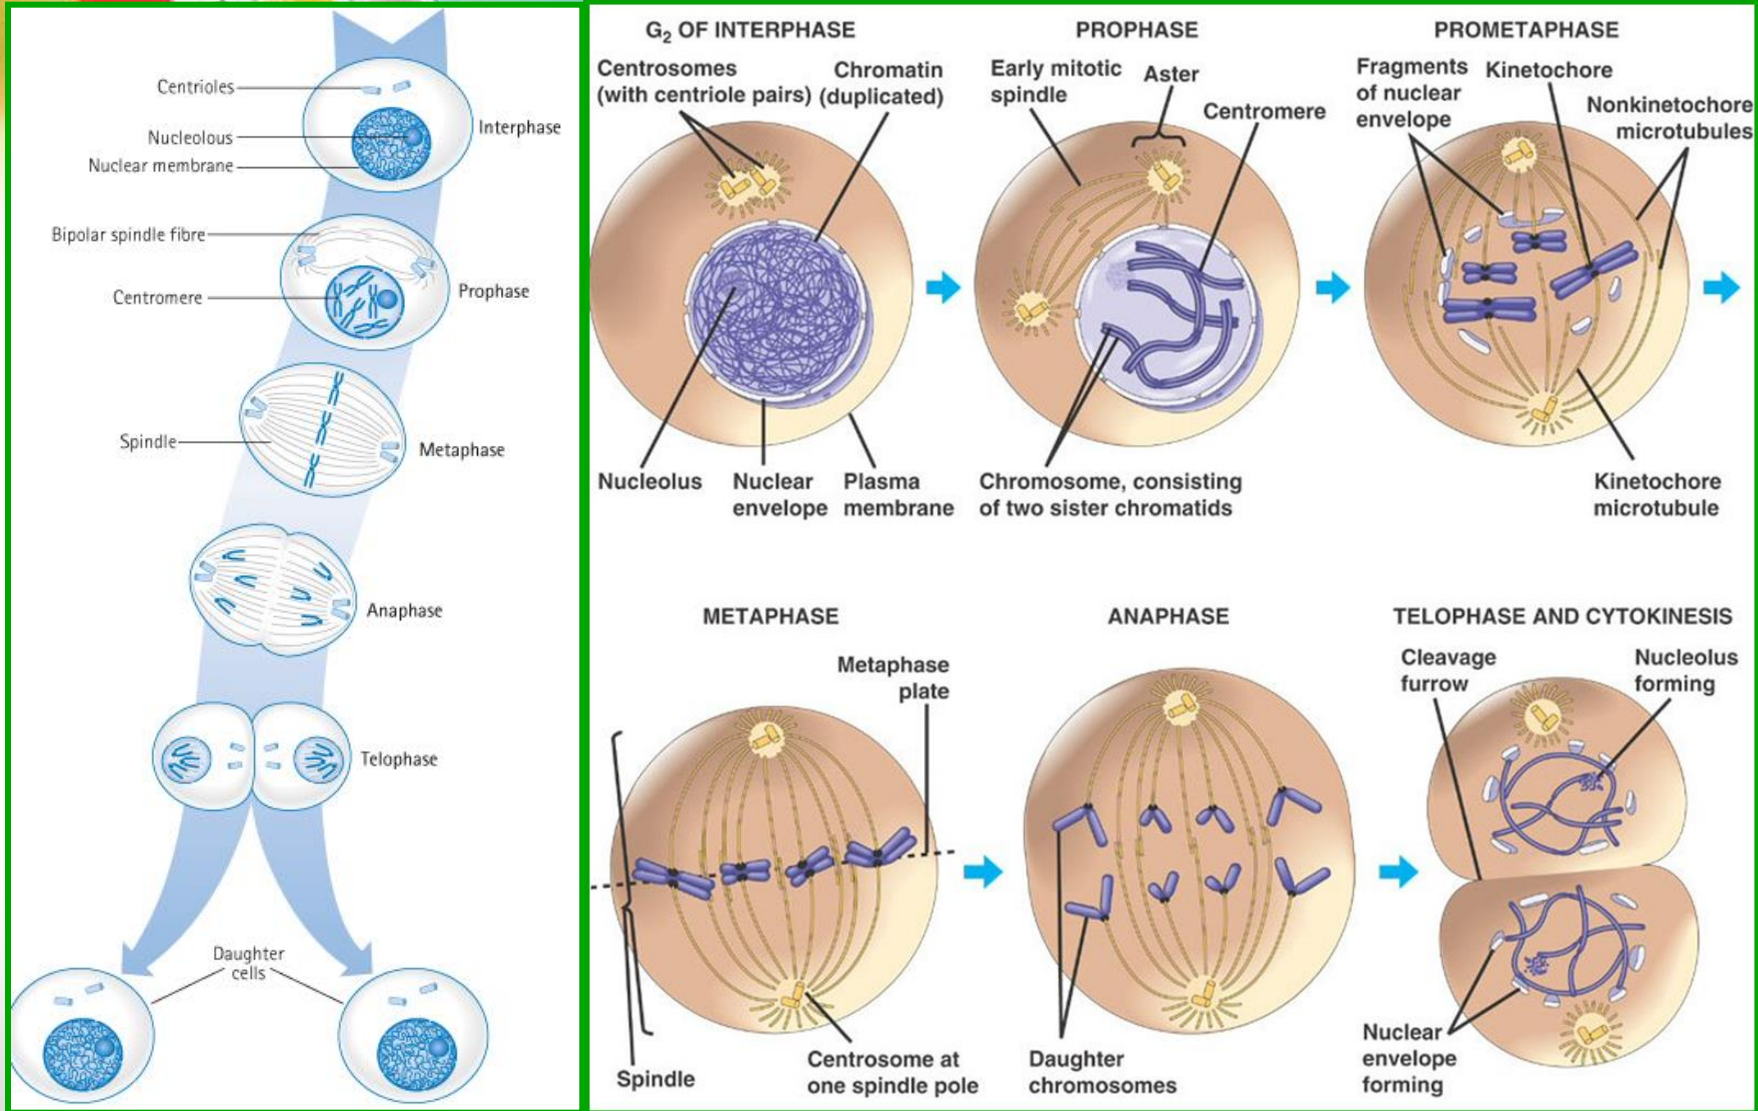 Centrioles
Nucleolous
Nuclear membrane
Interphase
Bipolar spindle fibre
Centromere
Prophase
Spindle
Metaphase
Anaphase
Telophase
Daughter
cells
G₂ OF INTERPHASE
Centrosomes
(with centriole pairs)
Chromatin
(duplicated)
Nucleolus
Nuclear
envelope
Plasma
membrane
PROPHASE
Early mitotic
spindle
Aster
Centromere
Chromosome, consisting
of two sister chromatids
PROMETAPHASE
Fragments
of nuclear
envelope
Kinetochore
Nonkinetochore
microtubules
Kinetochore
microtubule
METAPHASE
Metaphase
plate
Spindle
Centrosome at
one spindle pole
ANAPHASE
Daughter
chromosomes
TELOPHASE AND CYTOKINESIS
Cleavage
furrow
Nucleolus
forming
Nuclear
envelope
forming